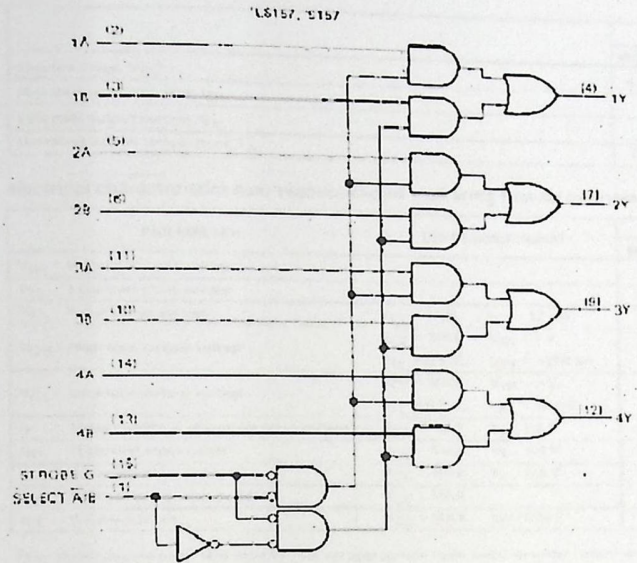 'LS157, 'S157
1A (2)
1B (3)
2A (5)
2B (6)
3A (11)
3B (10)
4A (14)
4B (13)
STROBE G (15)
SELECT A/B (1)
(4) 1Y
(7) 2Y
(9) 3Y
(12) 4Y